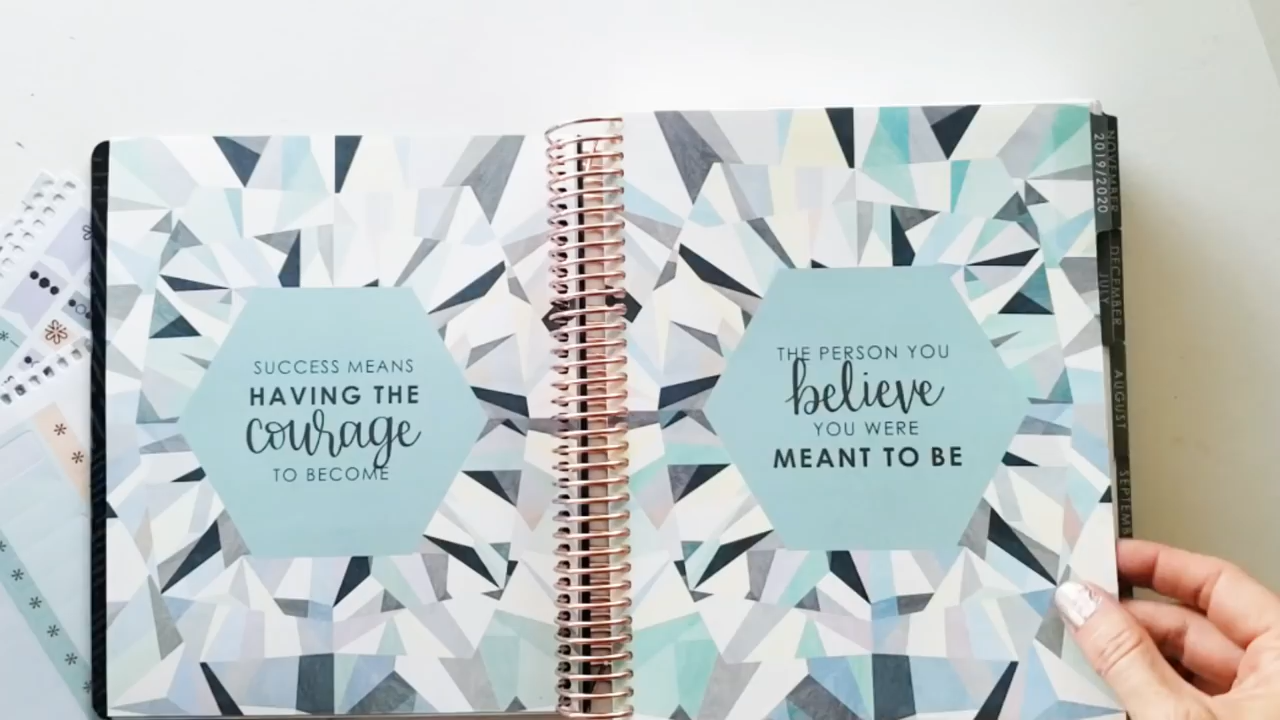 SUCCESS MEANS
HAVING THE
courage
TO BECOME
THE PERSON YOU
believe
YOU WERE
MEANT TO BE
NOVEMBER
2019/2020
DECEMBER
JULY
AUGUST
SEPTEMB